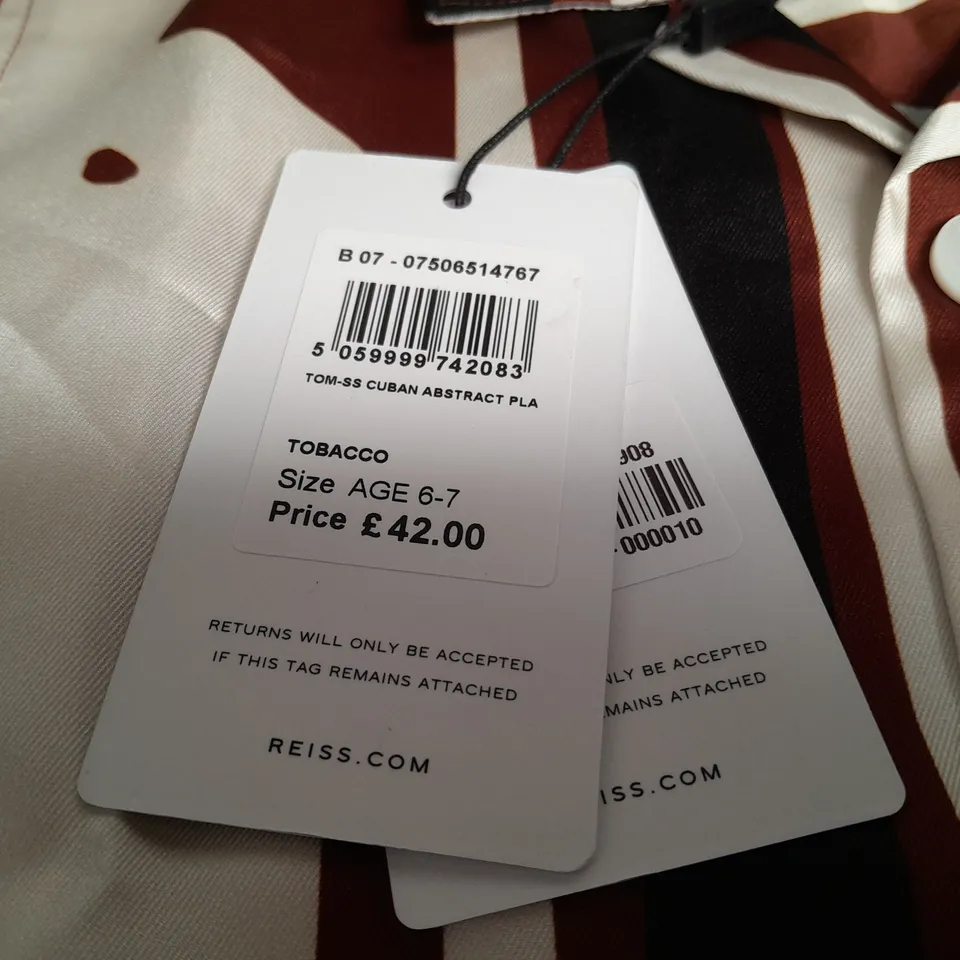 B 07 - 07506514767
5 059999 742083
TOM-SS CUBAN ABSTRACT PLA
TOBACCO
Size AGE 6-7
Price £42.00
RETURNS WILL ONLY BE ACCEPTED
IF THIS TAG REMAINS ATTACHED
REISS.COM
908
000010
NLY BE ACCEPTED
MAINS ATTACHED
ISS.COM